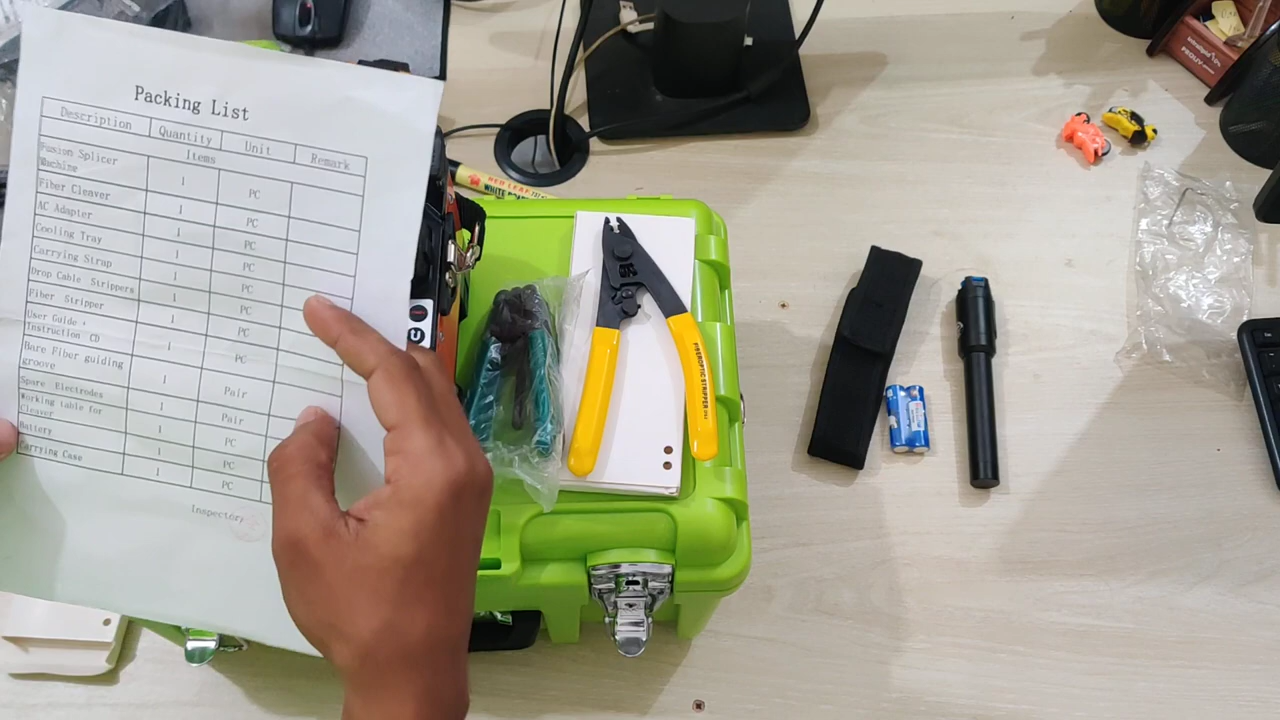 Packing List
Description Quantity Unit Remark
Items
Fusion Splicer Machine 1 PC
Fiber Cleaver 1 PC
AC Adapter 1 PC
Cooling Tray 1 PC
Carrying Strap 1 PC
Drop Cable Strippers 1 PC
Fiber Stripper 1 PC
User Guide + Instruction CD 1 PC
Bare Fiber guiding groove 1 Pair
Spare Electrodes 1 Pair
Working table for Cleaver 1 PC
Battery 1 PC
Carrying Case 1 PC
Inspector:
RED LEAF
WHITE
FIBEROPTIC STRIPPER